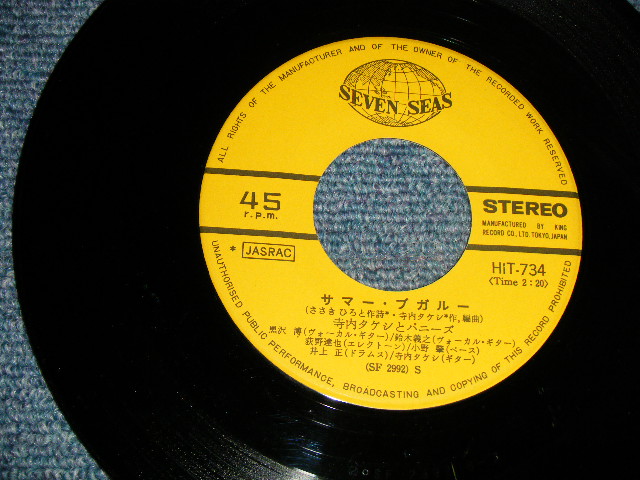 ALL RIGHTS OF THE MANUFACTURER AND OF THE OWNER OF THE RECORDED WORK RESERVED
SEVEN SEAS
45
r.p.m.
STEREO
MANUFACTURED BY KING
RECORD CO., LTD. TOKYO, JAPAN
* JASRAC
HIT-734
(Time 2:20)
サマー・ブガルー
(ささき ひろと作詩*・寺内タケシ*作,編曲)
寺内タケシとバニーズ
黒沢 博(ヴォーカル・ギター)/鈴木義之(ヴォーカル・ギター)
荻野達也(エレクトーン)/小野 肇(ベース)
井上 正(ドラムス)/寺内タケシ(ギター)
(SF 2992) S
UNAUTHORISED PUBLIC PERFORMANCE, BROADCASTING AND COPYING OF THIS RECORD PROHIBITED